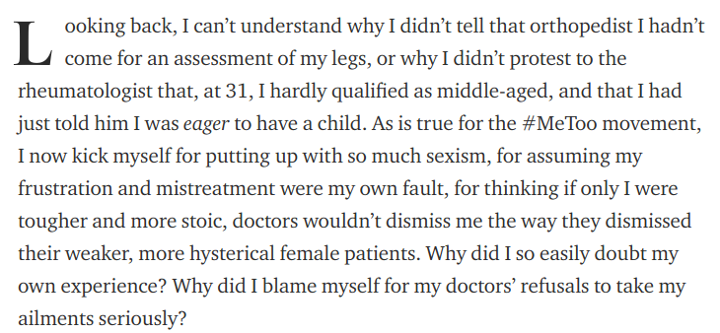 Looking back, I can’t understand why I didn’t tell that orthopedist I hadn’t
come for an assessment of my legs, or why I didn’t protest to the
rheumatologist that, at 31, I hardly qualified as middle-aged, and that I had
just told him I was eager to have a child. As is true for the #MeToo movement,
I now kick myself for putting up with so much sexism, for assuming my
frustration and mistreatment were my own fault, for thinking if only I were
tougher and more stoic, doctors wouldn’t dismiss me the way they dismissed
their weaker, more hysterical female patients. Why did I so easily doubt my
own experience? Why did I blame myself for my doctors’ refusals to take my
ailments seriously?